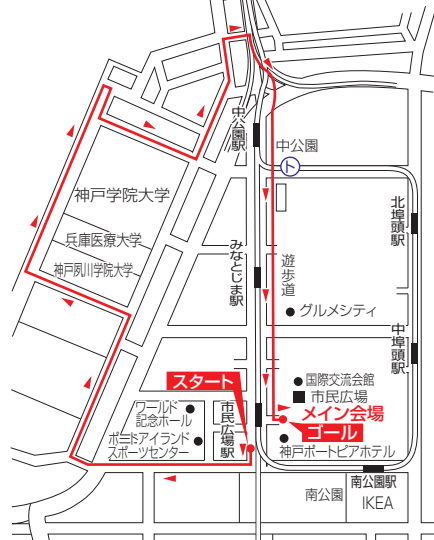 中公園駅
中公園
ト
神戸学院大学
北埠頭駅
兵庫医療大学
みなとじま駅
神戸夙川学院大学
遊歩道
グルメシティ
中埠頭駅
スタート
国際交流会館
市民広場
ワールド
記念ホール
市民広場駅
メイン会場
ゴール
ポートアイランド
スポーツセンター
神戸ポートピアホテル
南公園駅
南公園
IKEA